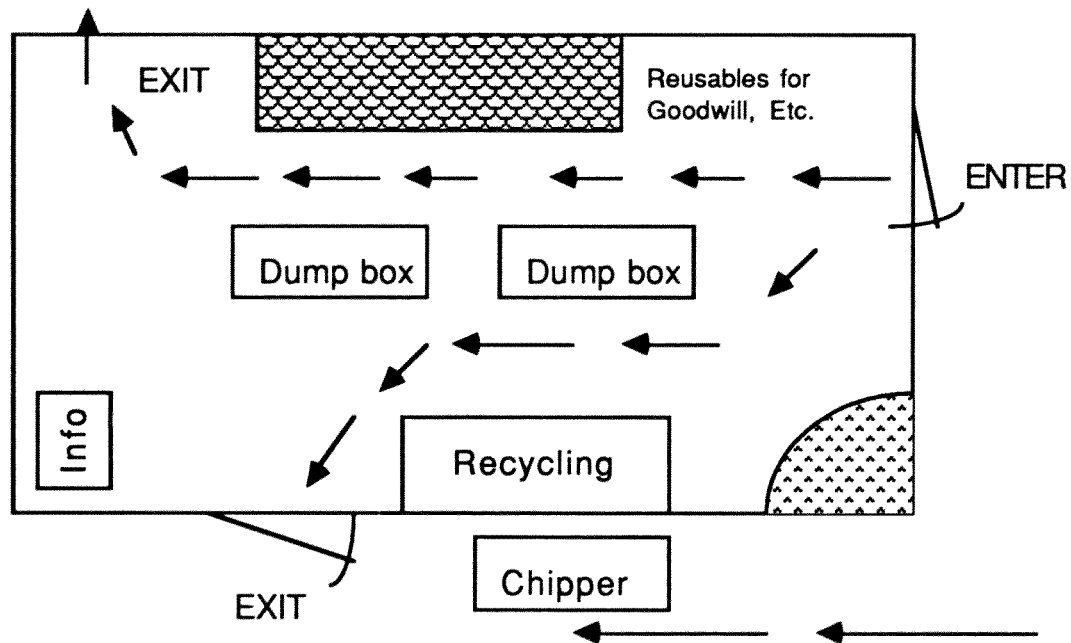 EXIT
Reusables for
Goodwill, Etc.
ENTER
Dump box
Dump box
Info
Recycling
Chipper
EXIT